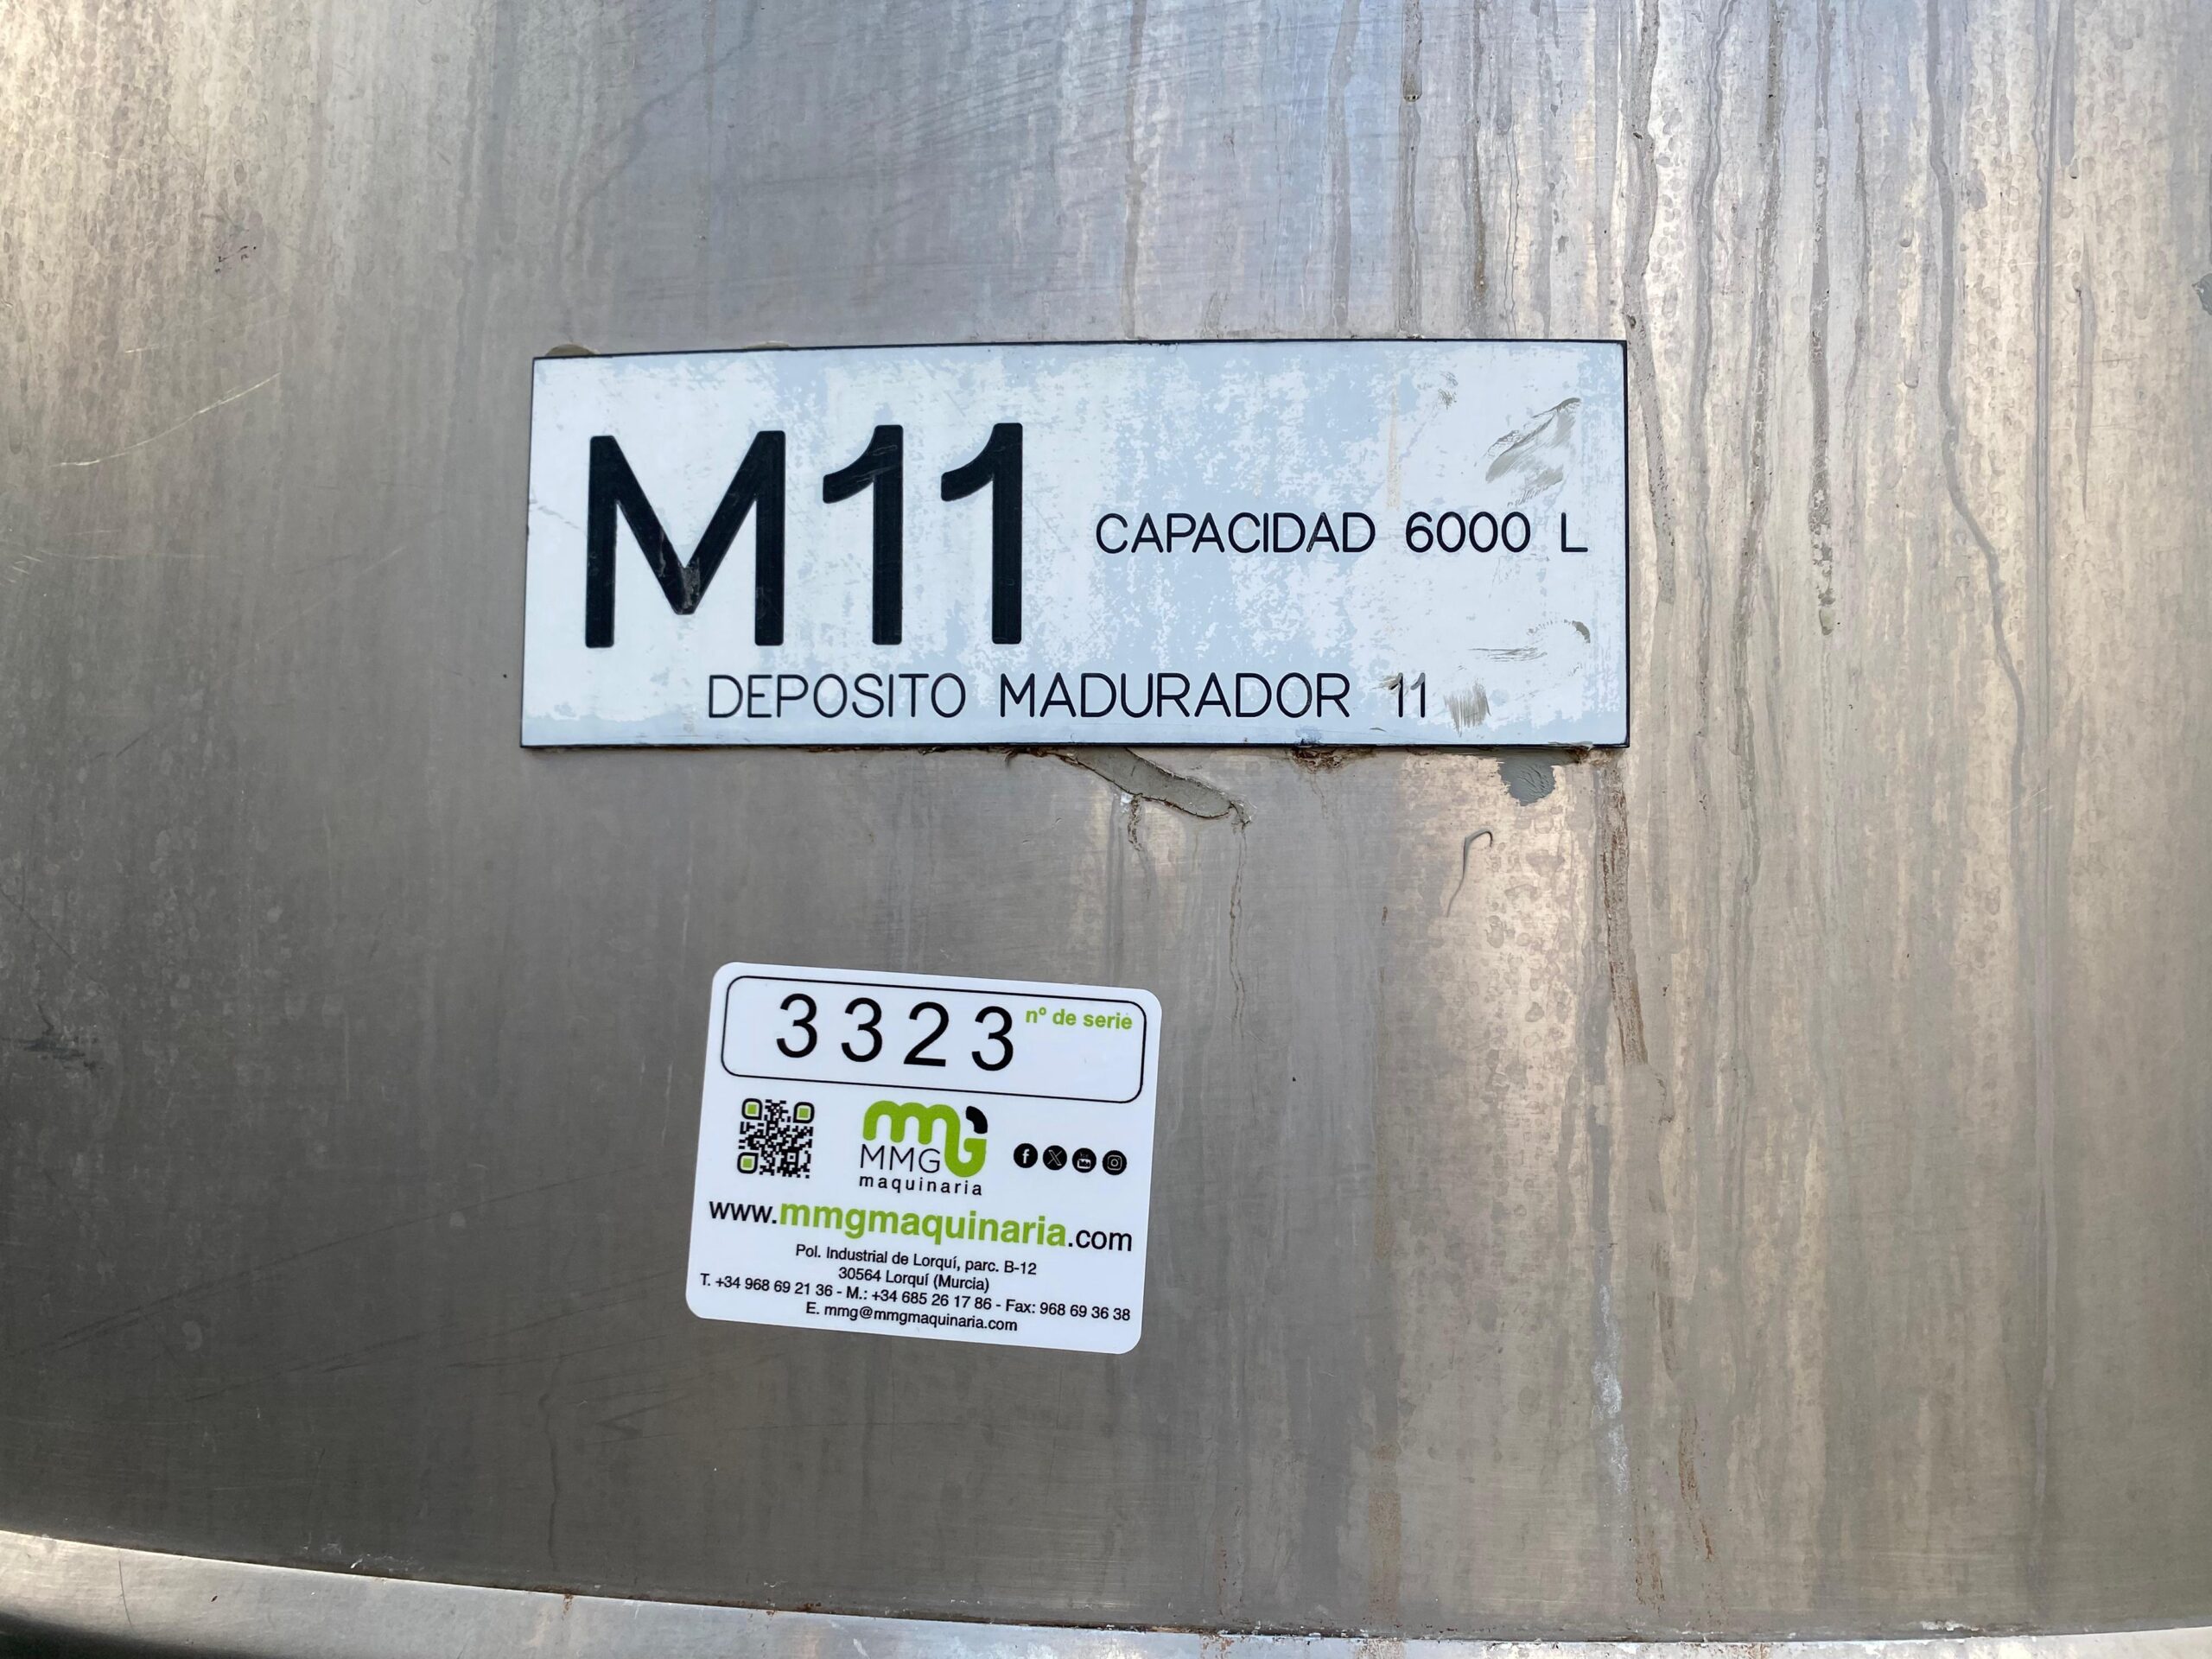 M11 CAPACIDAD 6000 L
DEPOSITO MADURADOR 11
3323 nº de serie
MMG
maquinaria
www.mmgmaquinaria.com
Pol. Industrial de Lorquí, parc. B-12
30564 Lorquí (Murcia)
T. +34 968 69 21 36 - M.: +34 685 26 17 86 - Fax: 968 69 36 38
E. mmg@mmgmaquinaria.com